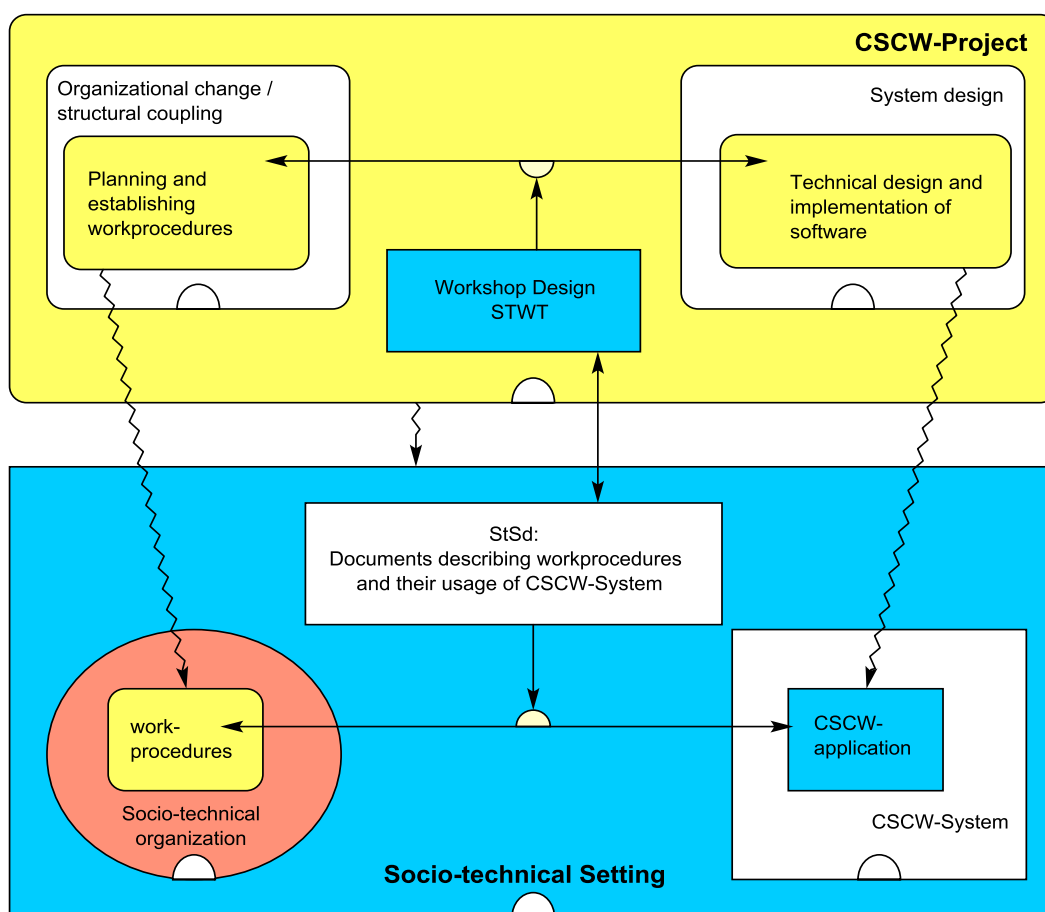 CSCW-Project
Organizational change /
structural coupling
System design
Planning and
establishing
workprocedures
Technical design and
implementation of
software
Workshop Design
STWT
StSd:
Documents describing workprocedures
and their usage of CSCW-System
work-
procedures
CSCW-
application
Socio-technical
organization
CSCW-System
Socio-technical Setting